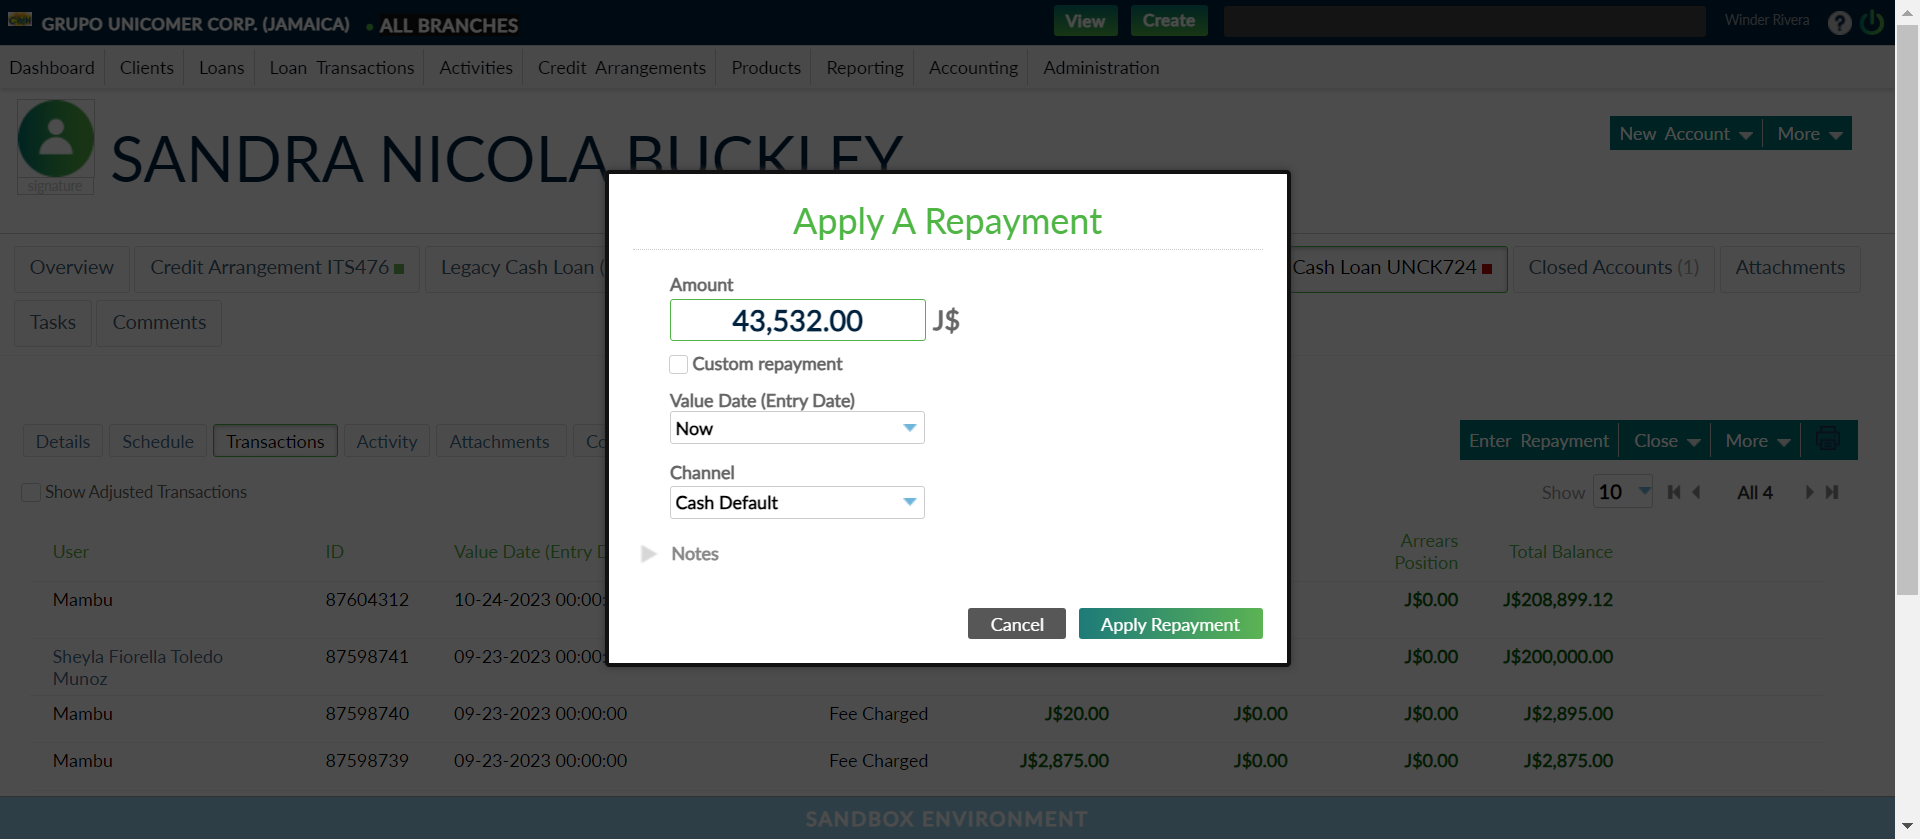 GRUPO UNICOMER CORP. (JAMAICA) ● ALL BRANCHES View Create Winder Rivera ?
Dashboard Clients Loans Loan Transactions Activities Credit Arrangements Products Reporting Accounting Administration
signature
SANDRA NICOLA BUCKLEY
New Account More
Overview Credit Arrangement ITS476 Legacy Cash Loan ( Cash Loan UNCK724 Closed Accounts (1) Attachments
Tasks Comments
Apply A Repayment
Amount
43,532.00 J$
Custom repayment
Value Date (Entry Date)
Now
Channel
Cash Default
Notes
Cancel Apply Repayment
Details Schedule Transactions Activity Attachments Co
Enter Repayment Close More
Show Adjusted Transactions
Show 10 All 4
User ID Value Date (Entry D Arrears Position Total Balance
Mambu 87604312 10-24-2023 00:00: J$0.00 J$208,899.12
Sheyla Fiorella Toledo Munoz 87598741 09-23-2023 00:00: J$0.00 J$200,000.00
Mambu 87598740 09-23-2023 00:00:00 Fee Charged J$20.00 J$0.00 J$0.00 J$2,895.00
Mambu 87598739 09-23-2023 00:00:00 Fee Charged J$2,875.00 J$0.00 J$0.00 J$2,875.00
SANDBOX ENVIRONMENT